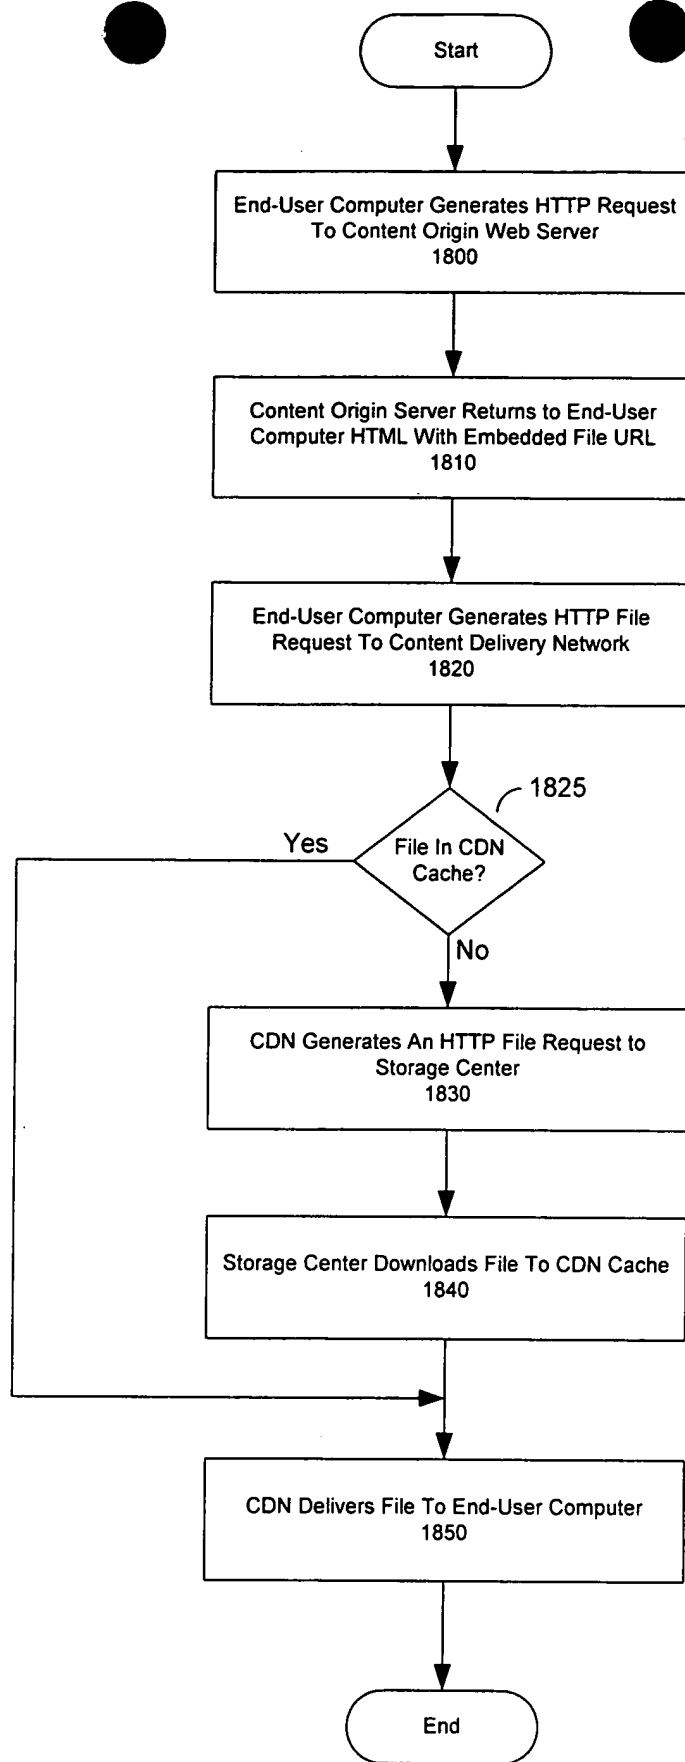 Start
End-User Computer Generates HTTP Request
To Content Origin Web Server
1800
Content Origin Server Returns to End-User
Computer HTML With Embedded File URL
1810
End-User Computer Generates HTTP File
Request To Content Delivery Network
1820
1825
Yes
File In CDN
Cache?
No
CDN Generates An HTTP File Request to
Storage Center
1830
Storage Center Downloads File To CDN Cache
1840
CDN Delivers File To End-User Computer
1850
End